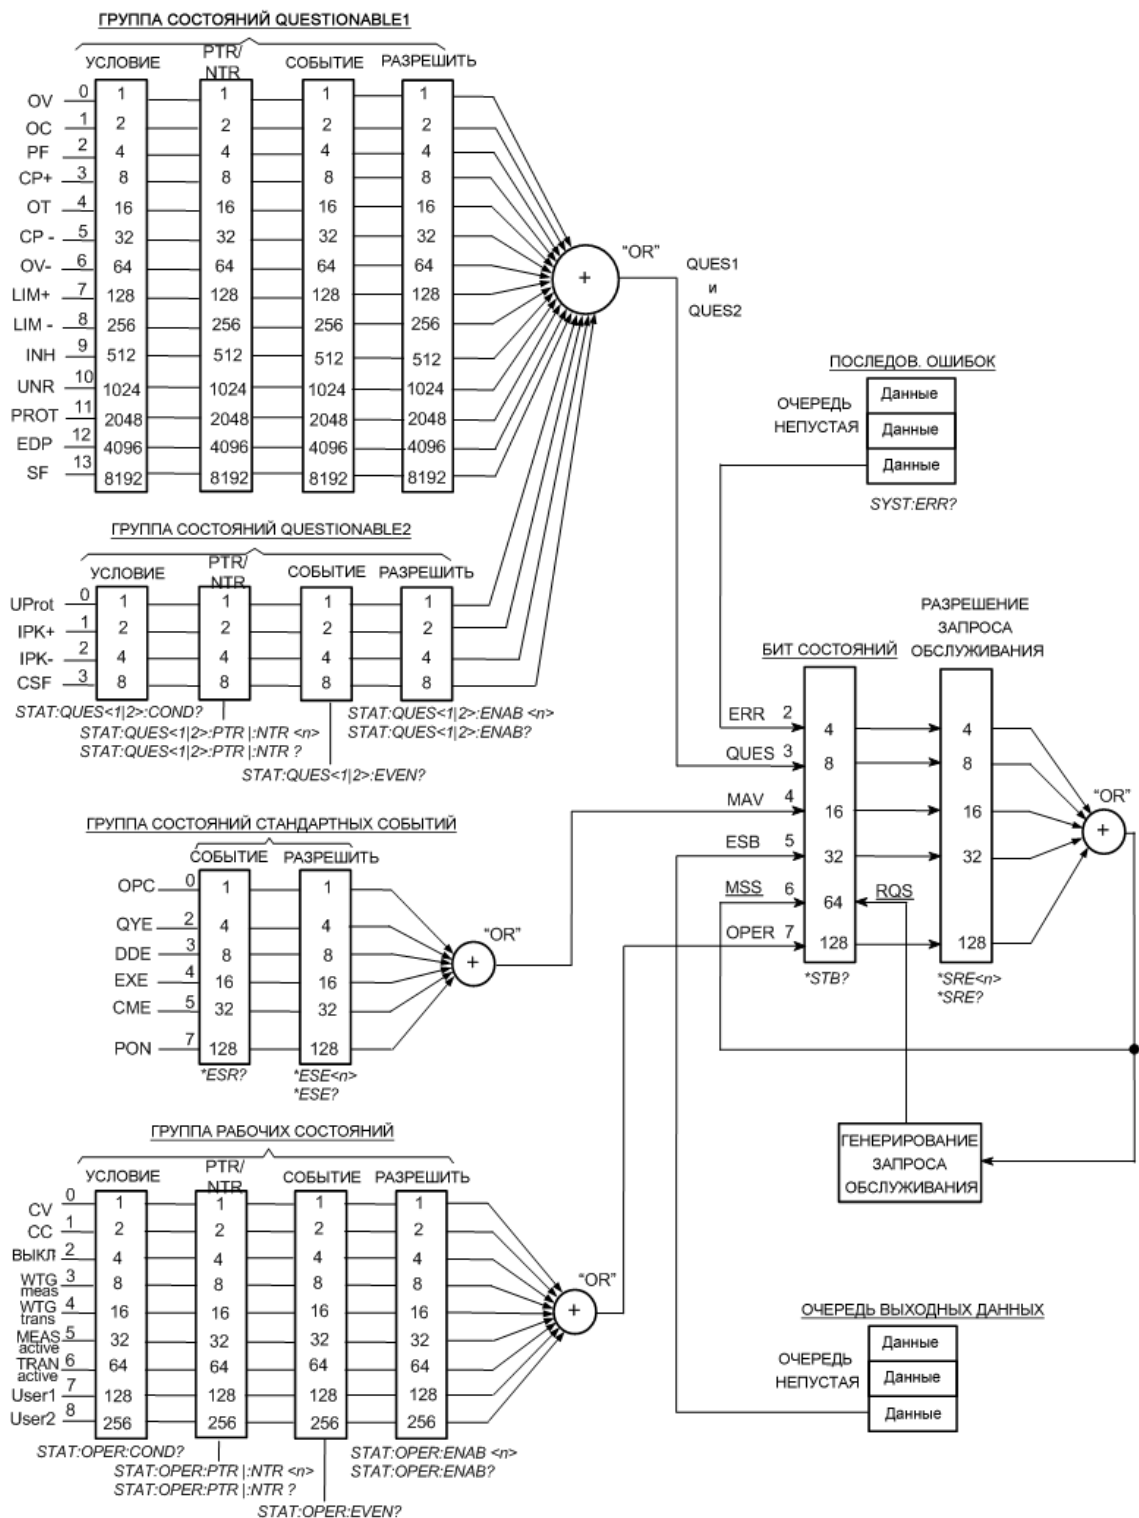 ГРУППА СОСТОЯНИЙ QUESTIONABLE1
УСЛОВИЕ PTR/NTR СОБЫТИЕ РАЗРЕШИТЬ
OV 0 1 1 1 1
OC 1 2 2 2 2
PF 2 4 4 4 4
CP+ 3 8 8 8 8
OT 4 16 16 16 16
CP - 5 32 32 32 32
OV- 6 64 64 64 64
LIM+ 7 128 128 128 128
LIM - 8 256 256 256 256
INH 9 512 512 512 512
UNR 10 1024 1024 1024 1024
PROT 11 2048 2048 2048 2048
EDP 12 4096 4096 4096 4096
SF 13 8192 8192 8192 8192
+
"OR"
QUES1
и
QUES2
ГРУППА СОСТОЯНИЙ QUESTIONABLE2
УСЛОВИЕ PTR/NTR СОБЫТИЕ РАЗРЕШИТЬ
UProt 0 1 1 1 1
IPK+ 1 2 2 2 2
IPK- 2 4 4 4 4
CSF 3 8 8 8 8
STAT:QUES<1|2>:COND?
STAT:QUES<1|2>:PTR |:NTR <n>
STAT:QUES<1|2>:PTR |:NTR ?
STAT:QUES<1|2>:EVEN?
STAT:QUES<1|2>:ENAB <n>
STAT:QUES<1|2>:ENAB?
ПОСЛЕДОВ. ОШИБОК
ОЧЕРЕДЬ
НЕПУСТАЯ
Данные
Данные
Данные
SYST:ERR?
ГРУППА СОСТОЯНИЙ СТАНДАРТНЫХ СОБЫТИЙ
СОБЫТИЕ РАЗРЕШИТЬ
OPC 0 1 1
QYE 2 4 4
DDE 3 8 8
EXE 4 16 16
CME 5 32 32
PON 7 128 128
*ESR?
*ESE<n>
*ESE?
+
"OR"
БИТ СОСТОЯНИЙ
РАЗРЕШЕНИЕ
ЗАПРОСА
ОБСЛУЖИВАНИЯ
ERR 2 4 4
QUES 3 8 8
MAV 4 16 16
ESB 5 32 32
MSS 6 64 RQS
OPER 7 128 128
*STB?
*SRE<n>
*SRE?
"OR"
+
ГЕНЕРИРОВАНИЕ
ЗАПРОСА
ОБСЛУЖИВАНИЯ
ГРУППА РАБОЧИХ СОСТОЯНИЙ
УСЛОВИЕ PTR/NTR СОБЫТИЕ РАЗРЕШИТЬ
CV 0 1 1 1 1
CC 1 2 2 2 2
ВЫКЛ 2 4 4 4 4
WTG meas 3 8 8 8 8
WTG trans 4 16 16 16 16
MEAS active 5 32 32 32 32
TRAN active 6 64 64 64 64
User1 7 128 128 128 128
User2 8 256 256 256 256
STAT:OPER:COND?
STAT:OPER:PTR |:NTR <n>
STAT:OPER:PTR |:NTR ?
STAT:OPER:EVEN?
STAT:OPER:ENAB <n>
STAT:OPER:ENAB?
+
"OR"
ОЧЕРЕДЬ ВЫХОДНЫХ ДАННЫХ
ОЧЕРЕДЬ
НЕПУСТАЯ
Данные
Данные
Данные